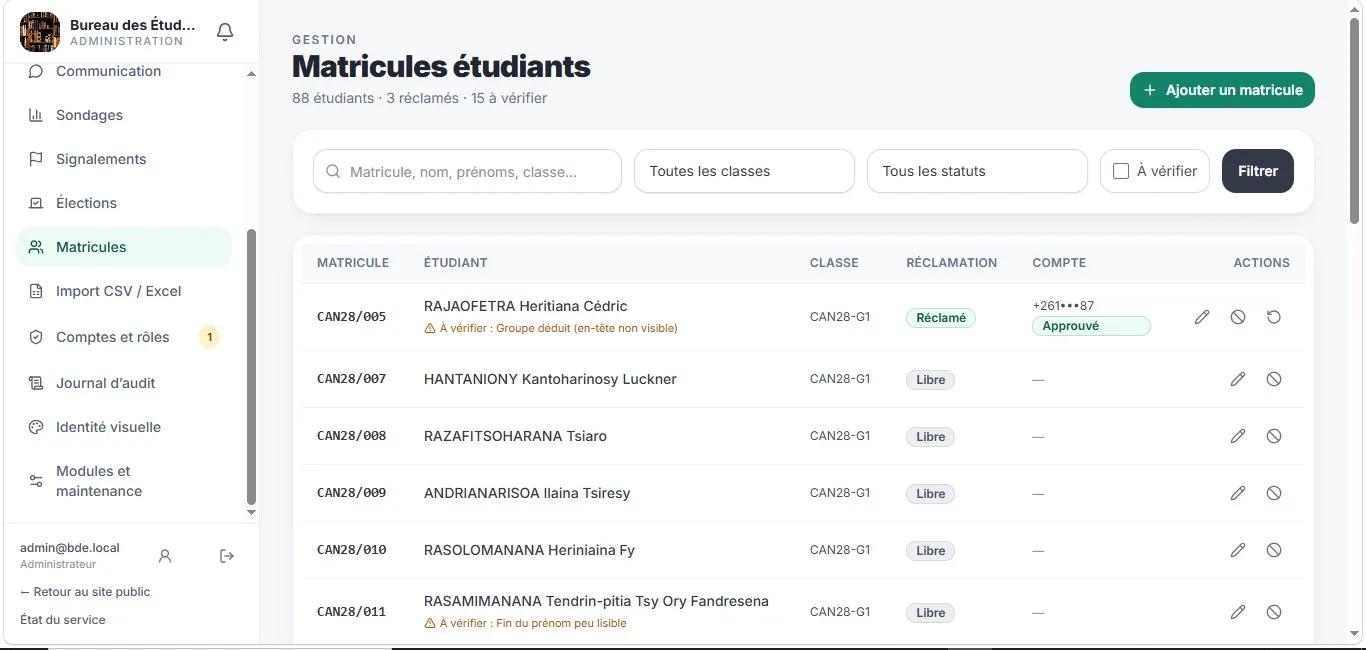 Bureau des Étud...
ADMINISTRATION
Communication
Sondages
Signalements
Élections
Matricules
Import CSV / Excel
Comptes et rôles 1
Journal d’audit
Identité visuelle
Modules et
maintenance
admin@bde.local
Administrateur
← Retour au site public
État du service
GESTION
Matricules étudiants
88 étudiants · 3 réclamés · 15 à vérifier
+ Ajouter un matricule
Matricule, nom, prénoms, classe...
Toutes les classes
Tous les statuts
À vérifier
Filtrer
MATRICULE ÉTUDIANT CLASSE RÉCLAMATION COMPTE ACTIONS
CAN28/005 RAJAOFETRA Heritiana Cédric CAN28-G1 Réclamé +261•••87
À vérifier : Groupe déduit (en-tête non visible) Approuvé
CAN28/007 HANTANIONY Kantoharinosy Luckner CAN28-G1 Libre —
CAN28/008 RAZAFITSOHARANA Tsiaro CAN28-G1 Libre —
CAN28/009 ANDRIANARISOA Ilaina Tsiresy CAN28-G1 Libre —
CAN28/010 RASOLOMANANA Heriniaina Fy CAN28-G1 Libre —
CAN28/011 RASAMIMANANA Tendrin-pitia Tsy Ory Fandresena CAN28-G1 Libre —
À vérifier : Fin du prénom peu lisible